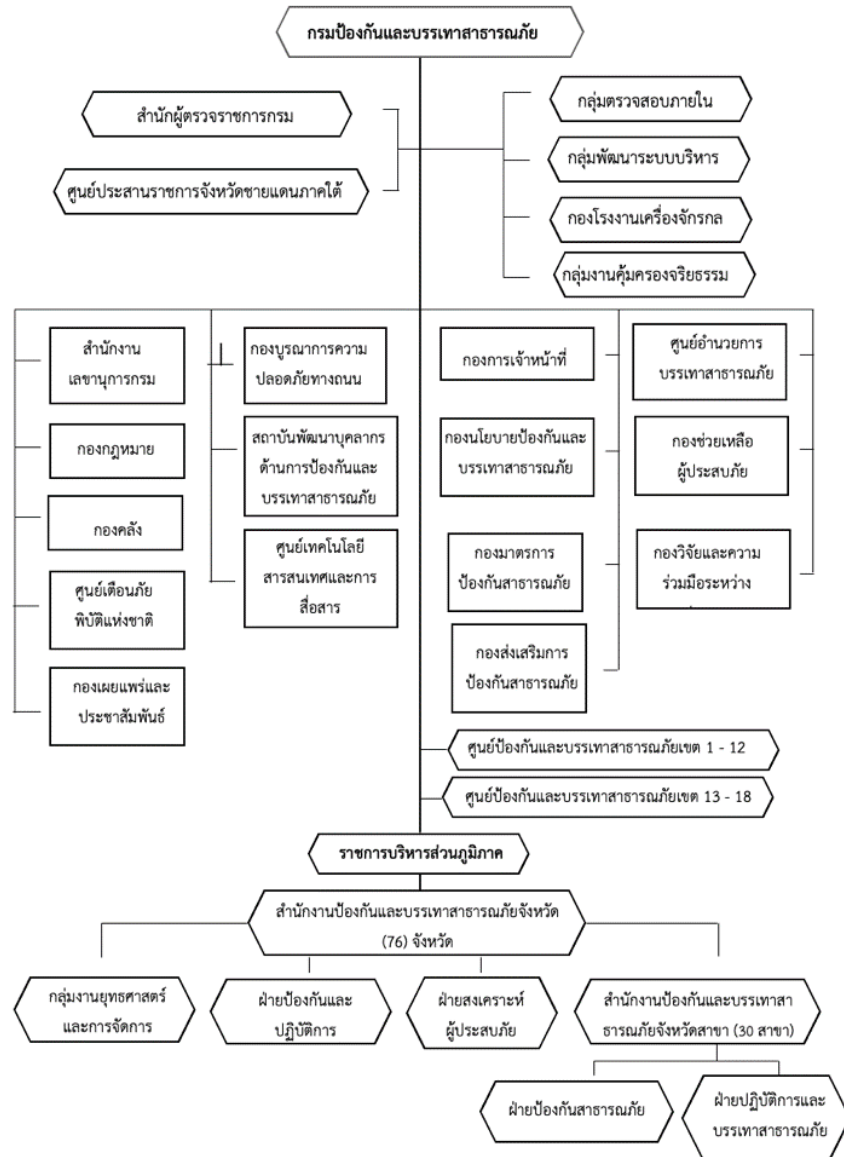 กรมป้องกันและบรรเทาสาธารณภัย
สำนักผู้ตรวจราชการกรม
ศูนย์ประสานราชการจังหวัดชายแดนภาคใต้
กลุ่มตรวจสอบภายใน
กลุ่มพัฒนาระบบบริหาร
กองโรงงานเครื่องจักรกล
กลุ่มงานคุ้มครองจริยธรรม
สำนักงาน
เลขานุการกรม
กองกฎหมาย
กองคลัง
ศูนย์เตือนภัย
พิบัติแห่งชาติ
กองเผยแพร่และ
ประชาสัมพันธ์
กองบูรณาการความ
ปลอดภัยทางถนน
สถาบันพัฒนาบุคลากร
ด้านการป้องกันและ
บรรเทาสาธารณภัย
ศูนย์เทคโนโลยี
สารสนเทศและการ
สื่อสาร
กองการเจ้าหน้าที่
กองนโยบายป้องกันและ
บรรเทาสาธารณภัย
กองมาตรการ
ป้องกันสาธารณภัย
กองส่งเสริมการ
ป้องกันสาธารณภัย
ศูนย์อำนวยการ
บรรเทาสาธารณภัย
กองช่วยเหลือ
ผู้ประสบภัย
กองวิจัยและความ
ร่วมมือระหว่าง
ศูนย์ป้องกันและบรรเทาสาธารณภัยเขต 1 - 12
ศูนย์ป้องกันและบรรเทาสาธารณภัยเขต 13 - 18
ราชการบริหารส่วนภูมิภาค
สำนักงานป้องกันและบรรเทาสาธารณภัยจังหวัด
(76) จังหวัด
กลุ่มงานยุทธศาสตร์
และการจัดการ
ฝ่ายป้องกันและ
ปฏิบัติการ
ฝ่ายสงเคราะห์
ผู้ประสบภัย
สำนักงานป้องกันและบรรเทาสา
ธารณภัยจังหวัดสาขา (30 สาขา)
ฝ่ายป้องกันสาธารณภัย
ฝ่ายปฏิบัติการและ
บรรเทาสาธารณภัย